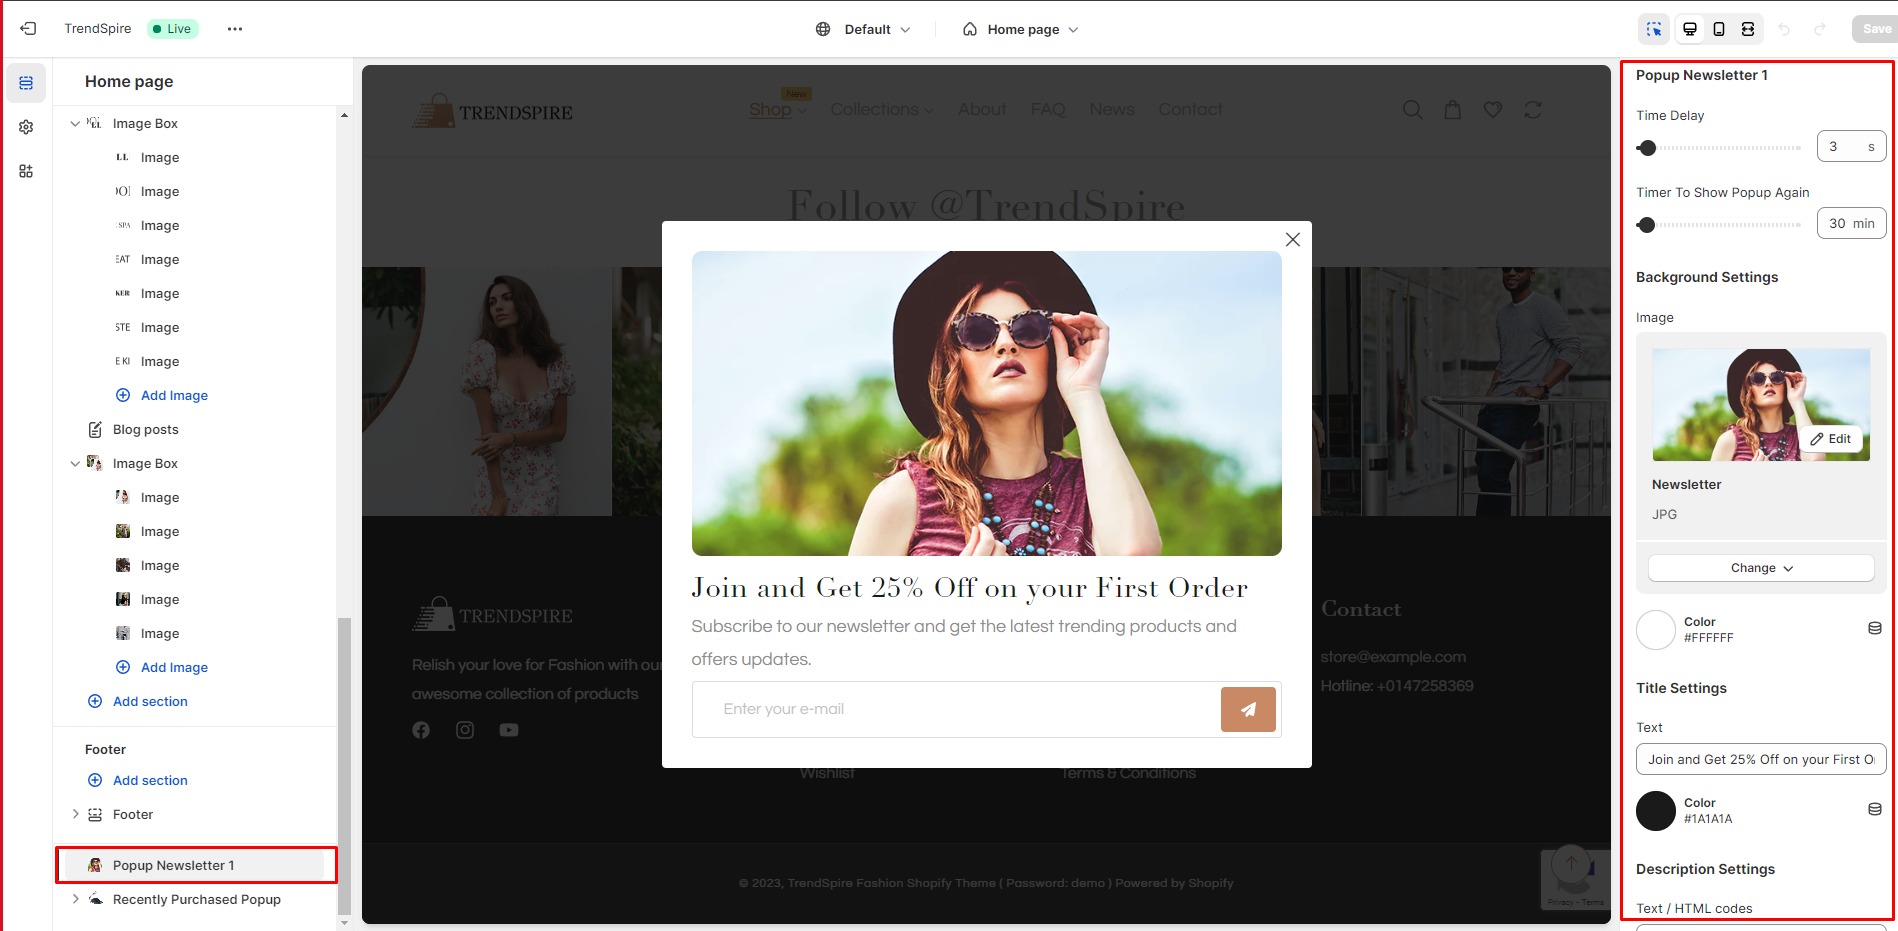 TrendSpire
Live
Default
Home page
Save
Home page
Image Box
Image
Image
Image
Image
Image
Image
Image
Add Image
Blog posts
Image Box
Image
Image
Image
Image
Image
Add Image
Add section
Footer
Add section
Footer
Popup Newsletter 1
Recently Purchased Popup
TRENDSPIRE
New
Shop
Collections
About
FAQ
News
Contact
Follow @TrendSpire
Join and Get 25% Off on your First Order
Subscribe to our newsletter and get the latest trending products and
offers updates.
Enter your e-mail
TRENDSPIRE
Relish your love for Fashion with our
awesome collection of products
Wishlist
Terms & Conditions
Contact
store@example.com
Hotline: +0147258369
© 2023, TrendSpire Fashion Shopify Theme ( Password: demo ) Powered by Shopify
Privacy - Terms
Popup Newsletter 1
Time Delay
3 s
Timer To Show Popup Again
30 min
Background Settings
Image
Edit
Newsletter
JPG
Change
Color
#FFFFFF
Title Settings
Text
Join and Get 25% Off on your First O
Color
#1A1A1A
Description Settings
Text / HTML codes